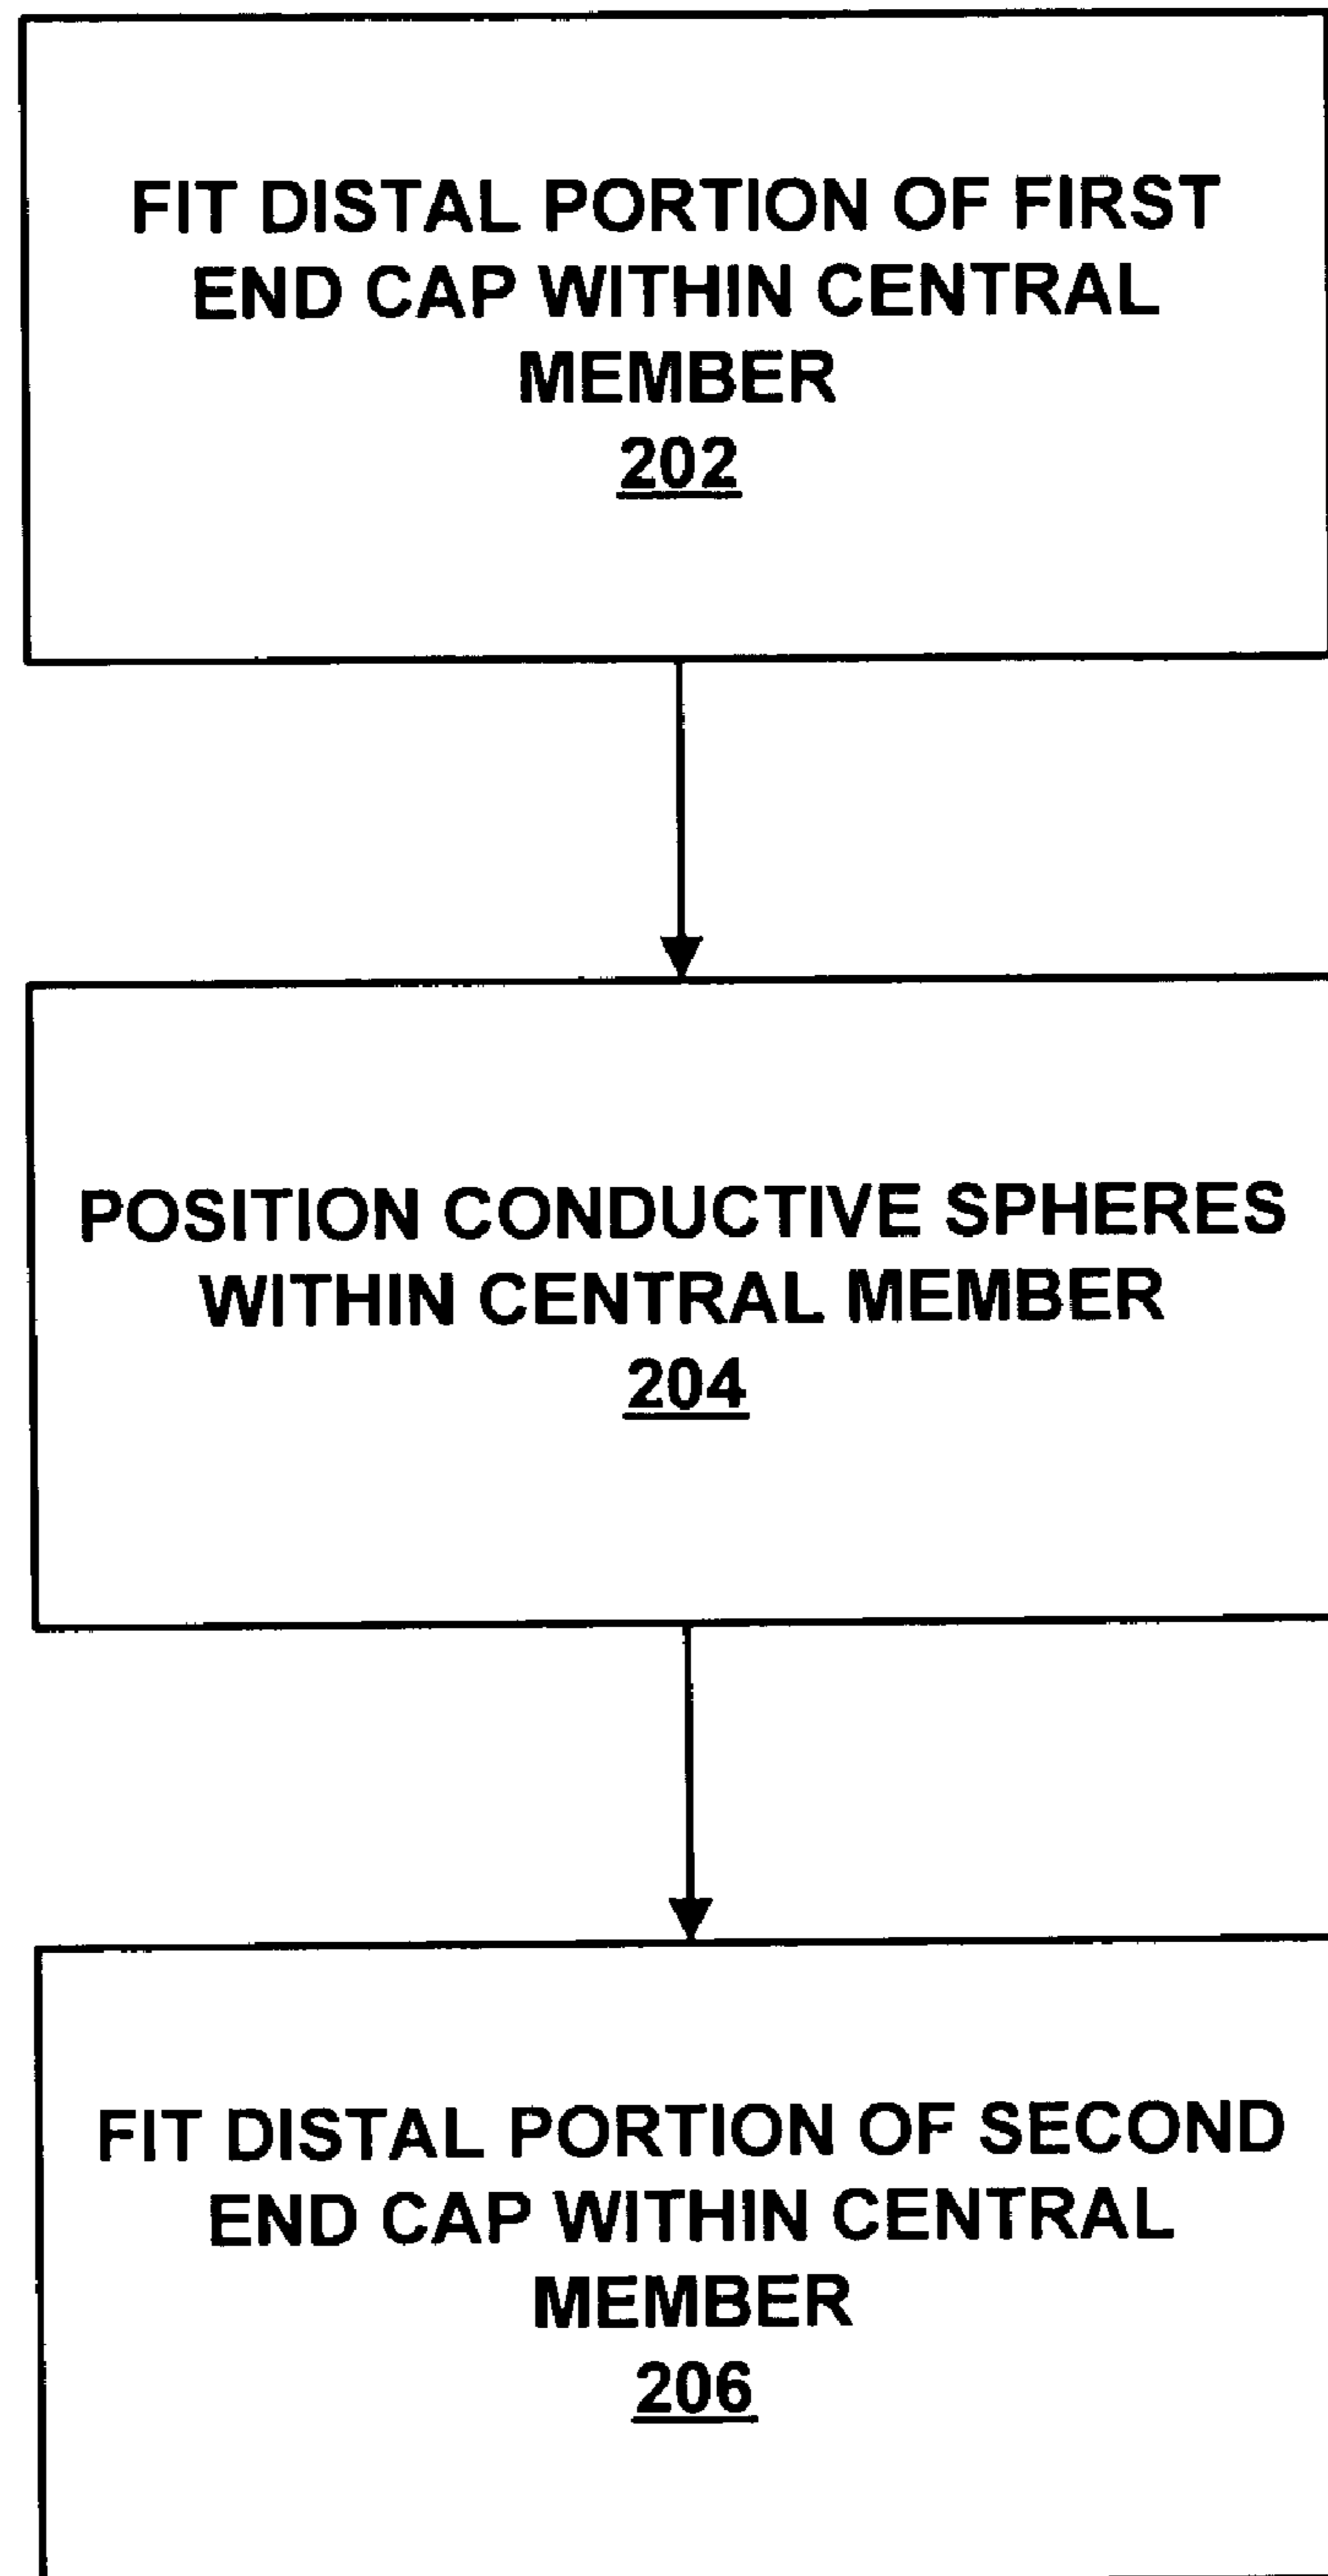 FIT DISTAL PORTION OF FIRST
END CAP WITHIN CENTRAL
MEMBER
202
POSITION CONDUCTIVE SPHERES
WITHIN CENTRAL MEMBER
204
FIT DISTAL PORTION OF SECOND
END CAP WITHIN CENTRAL
MEMBER
206